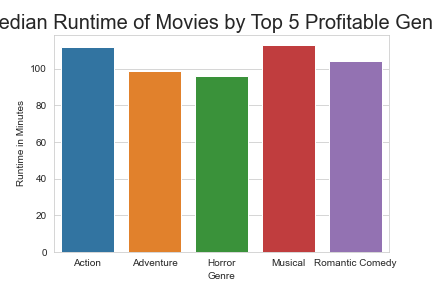 edian Runtime of Movies by Top 5 Profitable Gen
Runtime in Minutes
100
80
60
40
20
0
Action Adventure Horror Musical Romantic Comedy
Genre